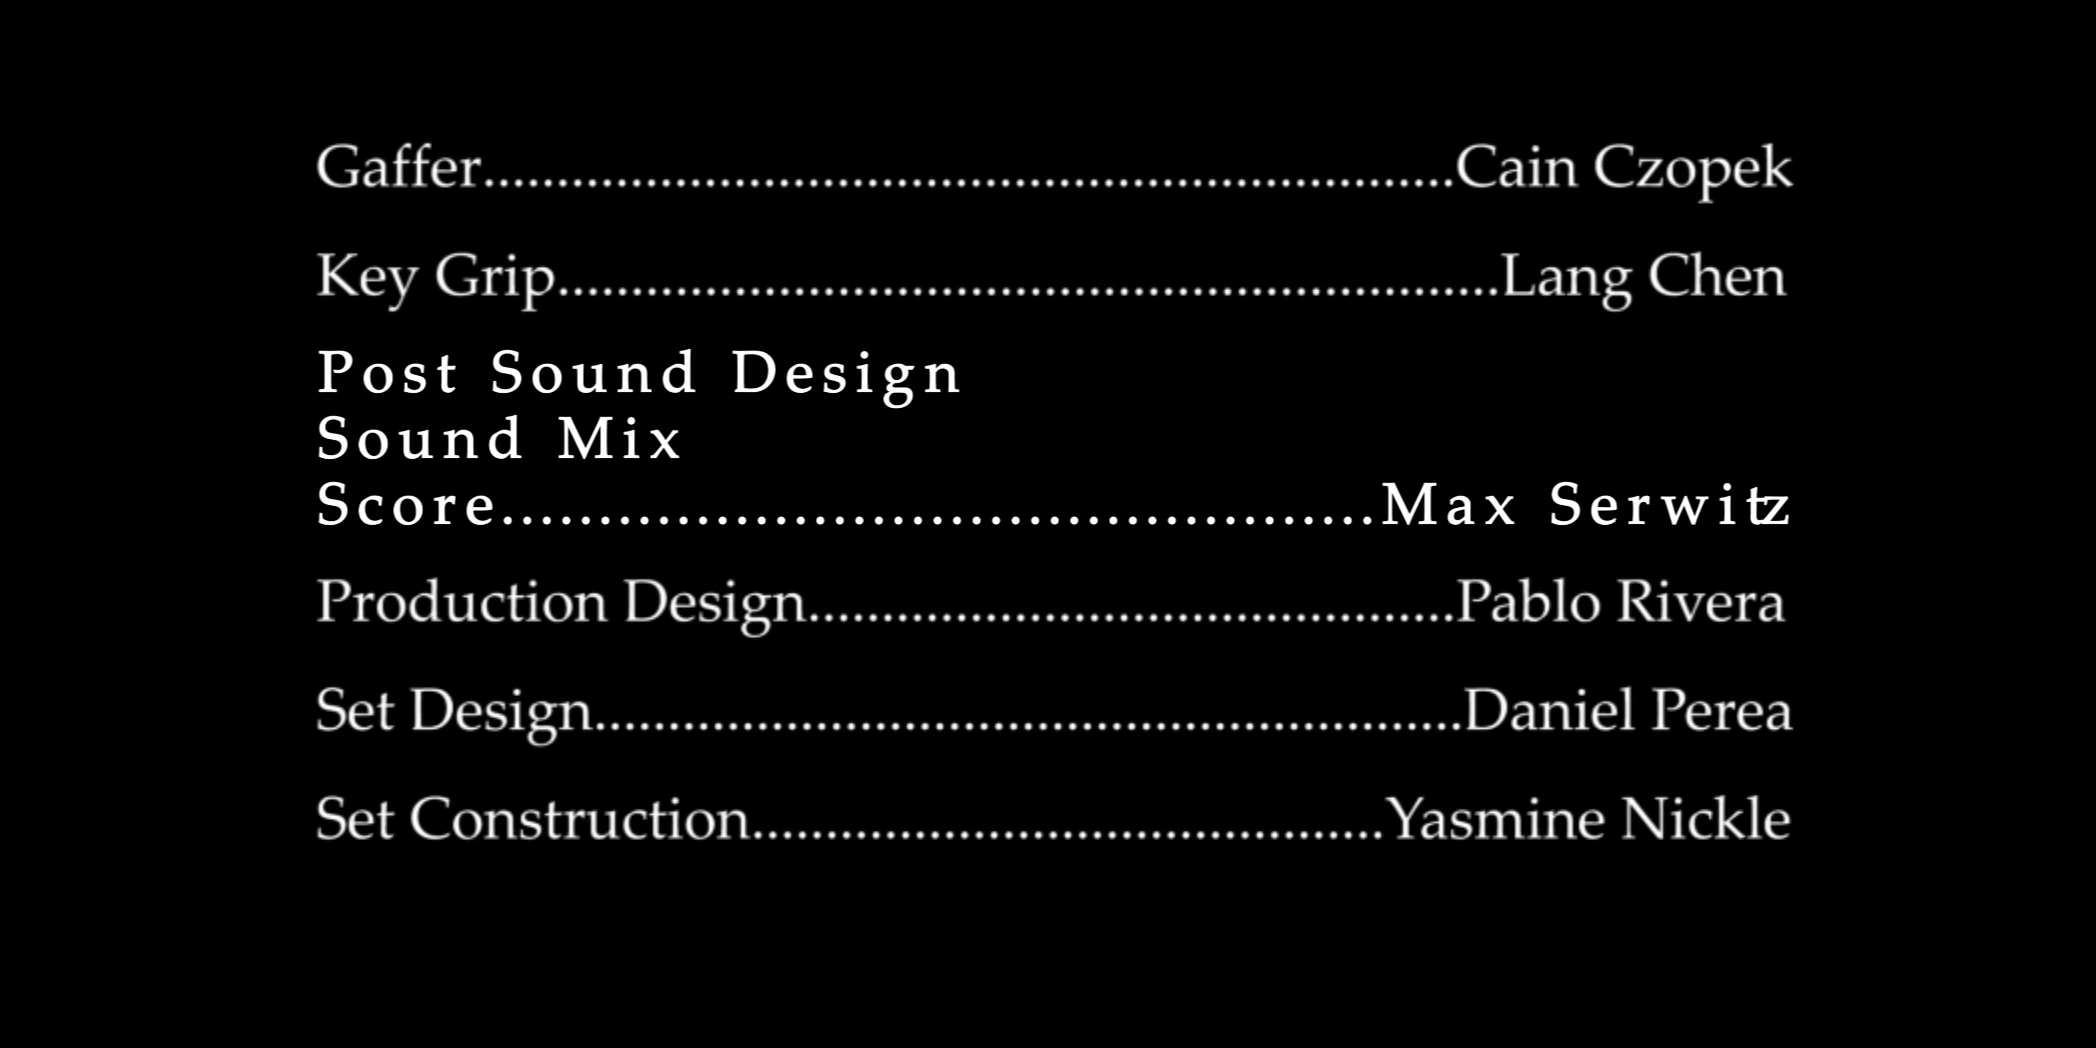 Gaffer..................................................................Cain Czopek
Key Grip................................................................Lang Chen
Post Sound Design
Sound Mix
Score..................................Max Serwitz
Production Design............................................Pablo Rivera
Set Design...........................................................Daniel Perea
Set Construction...........................................Yasmine Nickle